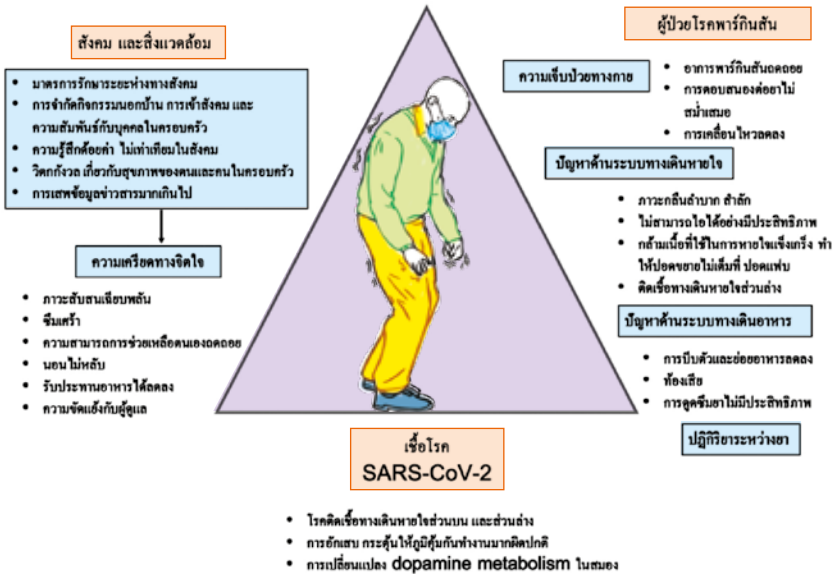 สังคม และสิ่งแวดล้อม
• มาตรการรักษาระยะห่างทางสังคม
• การจำกัดกิจกรรมนอกบ้าน การเข้าสังคม และ
ความสัมพันธ์กับบุคคลในครอบครัว
• ความรู้สึกด้อยค่า ไม่เท่าเทียมในสังคม
• วิตกกังวล เกี่ยวกับสุขภาพของตนและคนในครอบครัว
• การเสพข้อมูลข่าวสารมากเกินไป
ความเครียดทางจิตใจ
• ภาวะสับสนเฉียบพลัน
• ซึมเศร้า
• ความสามารถการช่วยเหลือตนเองถดถอย
• นอนไม่หลับ
• รับประทานอาหารได้ลดลง
• ความขัดแย้งกับผู้ดูแล
ผู้ป่วยโรคพาร์กินสัน
ความเจ็บป่วยทางกาย
• อาการพาร์กินสันถดถอย
• การตอบสนองต่อยาไม่
สม่ำเสมอ
• การเคลื่อนไหวลดลง
ปัญหาด้านระบบทางเดินหายใจ
• ภาวะกลืนลำบาก สำลัก
• ไม่สามารถไอได้อย่างมีประสิทธิภาพ
• กล้ามเนื้อที่ใช้ในการหายใจแข็งเกร็ง ทำ
ให้ปอดขยายไม่เต็มที่ ปอดแฟบ
• ติดเชื้อทางเดินหายใจส่วนล่าง
ปัญหาด้านระบบทางเดินอาหาร
• การบีบตัวและย่อยอาหารลดลง
• ท้องเสีย
• การดูดซึมยาไม่มีประสิทธิภาพ
ปฏิกิริยาระหว่างยา
เชื้อโรค
SARS-CoV-2
• โรคติดเชื้อทางเดินหายใจส่วนบน และส่วนล่าง
• การอักเสบ กระตุ้นให้ภูมิคุ้มกันทำงานมากผิดปกติ
• การเปลี่ยนแปลง dopamine metabolism ในสมอง